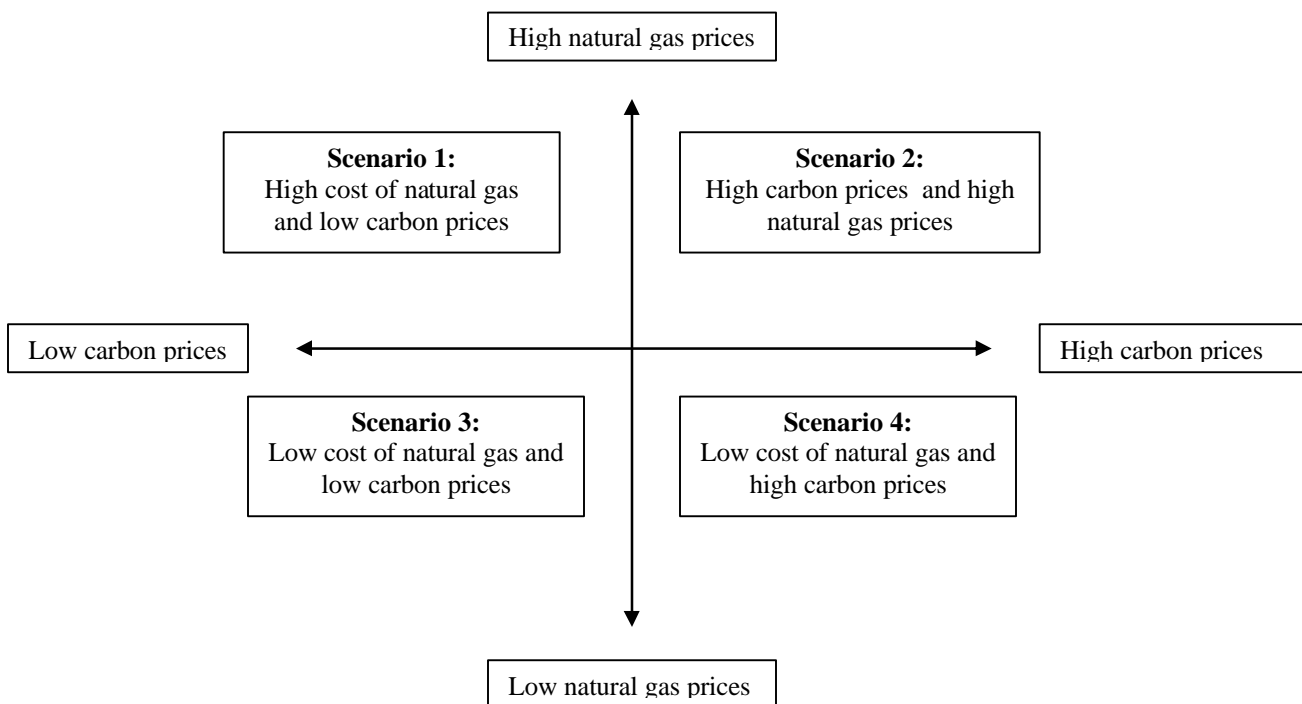 High natural gas prices
Scenario 1:
High cost of natural gas
and low carbon prices
Scenario 2:
High carbon prices and high
natural gas prices
Low carbon prices
High carbon prices
Scenario 3:
Low cost of natural gas and
low carbon prices
Scenario 4:
Low cost of natural gas and
high carbon prices
Low natural gas prices